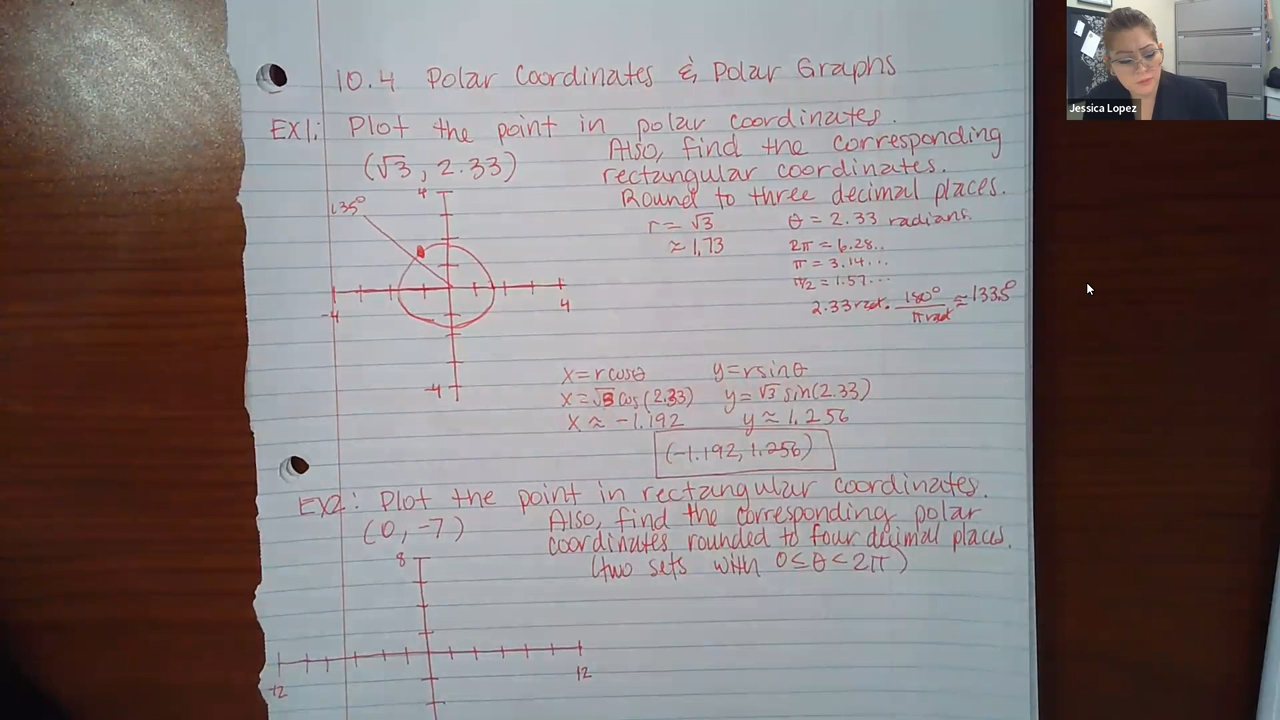 10.4 Polar Coordinates & Polar Graphs
EX1: Plot the point in polar coordinates.
Also, find the corresponding
(√3, 2.33)
rectangular coordinates.
Round to three decimal places.
4
135°
r = √3
θ = 2.33 radians.
≈ 1.73
2π = 6.28..
π = 3.14...
π/2 = 1.57...
2.33 rad · 180°/π rad ≈ 133.5°
-4
4
-4
x = r cosθ
y = r sinθ
x = √3 cos(2.33)
y = √3 sin(2.33)
x ≈ -1.192
y ≈ 1.256
(-1.192, 1.256)
EX2: Plot the point in rectangular coordinates.
(0, -7)
Also, find the corresponding polar
coordinates rounded to four decimal places.
(two sets with 0 ≤ θ < 2π)
8
-12
12
Jessica Lopez